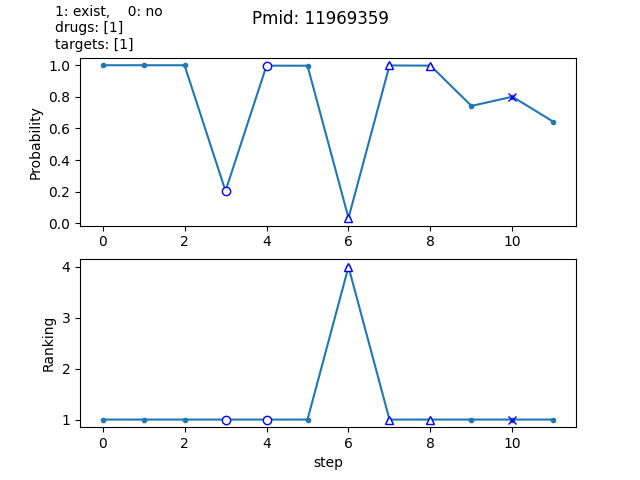 1: exist,    0: no
drugs: [1]
targets: [1]
Pmid: 11969359
1.0
0.8
0.6
0.4
0.2
0.0
Probability
0 2 4 6 8 10
4
3
2
1
Ranking
0 2 4 6 8 10
step